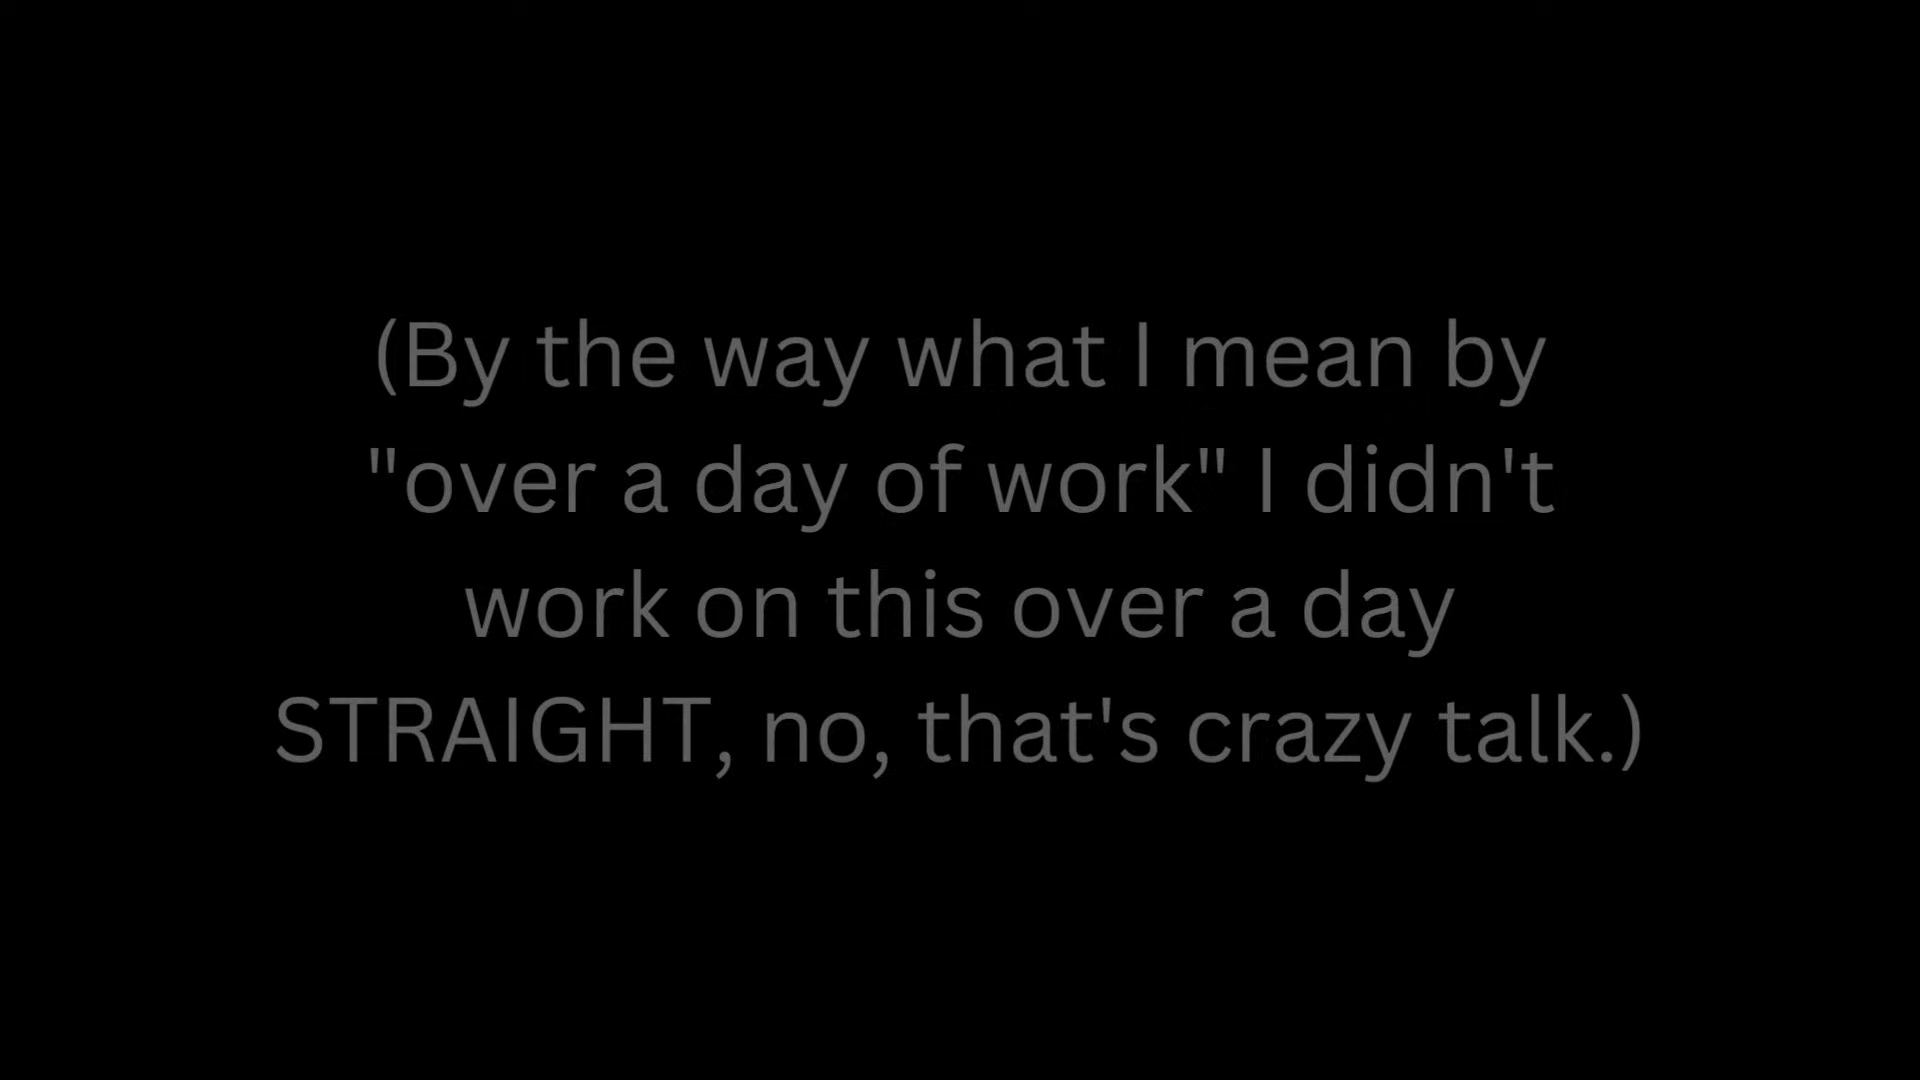 (By the way what I mean by
"over a day of work" I didn't
work on this over a day
STRAIGHT, no, that's crazy talk.)